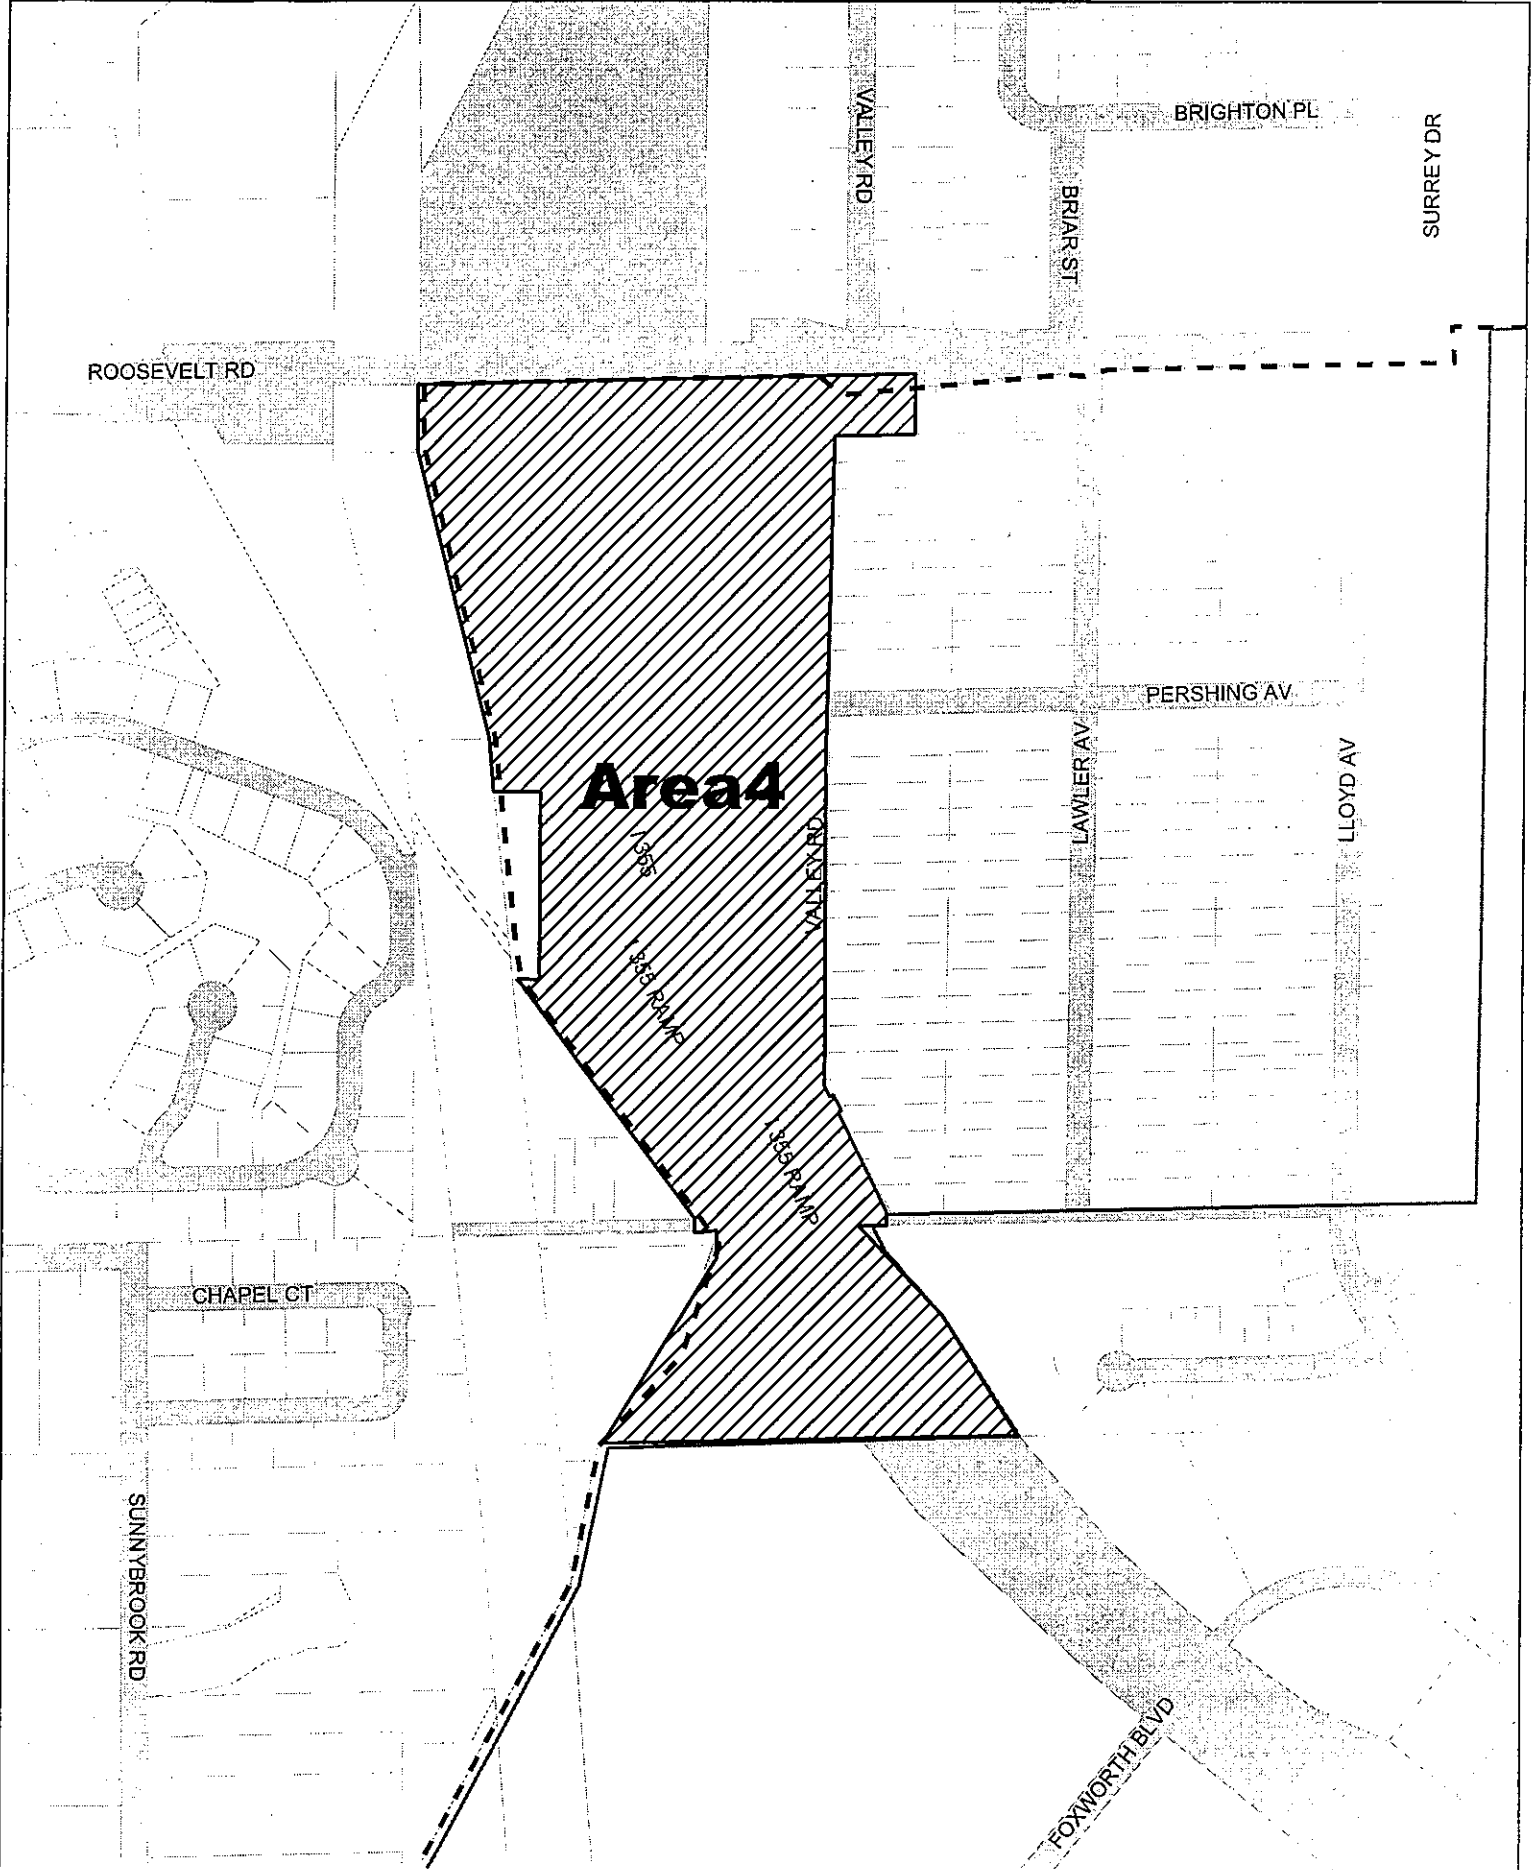 VALLEY RD
BRIGHTON PL
SURREY DR
BRIAR ST
ROOSEVELT RD
PERSHING AV
LAWLER AV
LLOYD AV
Area4
VALLEY RD
I 355
I 355 RAMP
I 355 RAMP
CHAPEL CT
SUNNYBROOK RD
FOXWORTH BLVD